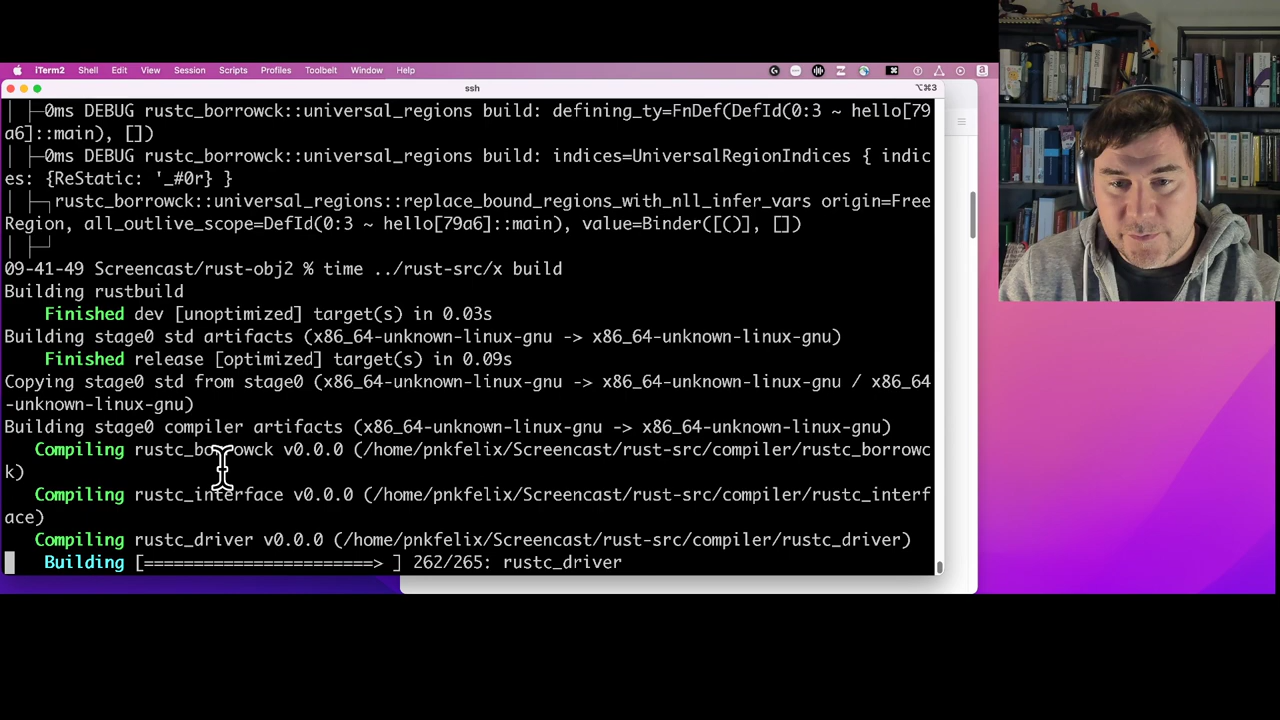 iTerm2 Shell Edit View Session Scripts Profiles Toolbelt Window Help
ssh ⌥⌘3
│ ├─0ms DEBUG rustc_borrowck::universal_regions build: defining_ty=FnDef(DefId(0:3 ~ hello[79
a6]::main), [])
│ ├─0ms DEBUG rustc_borrowck::universal_regions build: indices=UniversalRegionIndices { indic
es: {ReStatic: '_#0r} }
│ ├─┐rustc_borrowck::universal_regions::replace_bound_regions_with_nll_infer_vars origin=Free
Region, all_outlive_scope=DefId(0:3 ~ hello[79a6]::main), value=Binder([()], [])
│ ├─┘
09-41-49 Screencast/rust-obj2 % time ../rust-src/x build
Building rustbuild
Finished dev [unoptimized] target(s) in 0.03s
Building stage0 std artifacts (x86_64-unknown-linux-gnu -> x86_64-unknown-linux-gnu)
Finished release [optimized] target(s) in 0.09s
Copying stage0 std from stage0 (x86_64-unknown-linux-gnu -> x86_64-unknown-linux-gnu / x86_64
-unknown-linux-gnu)
Building stage0 compiler artifacts (x86_64-unknown-linux-gnu -> x86_64-unknown-linux-gnu)
Compiling rustc_borrowck v0.0.0 (/home/pnkfelix/Screencast/rust-src/compiler/rustc_borrowc
k)
Compiling rustc_interface v0.0.0 (/home/pnkfelix/Screencast/rust-src/compiler/rustc_interf
ace)
Compiling rustc_driver v0.0.0 (/home/pnkfelix/Screencast/rust-src/compiler/rustc_driver)
Building [=======================> ] 262/265: rustc_driver